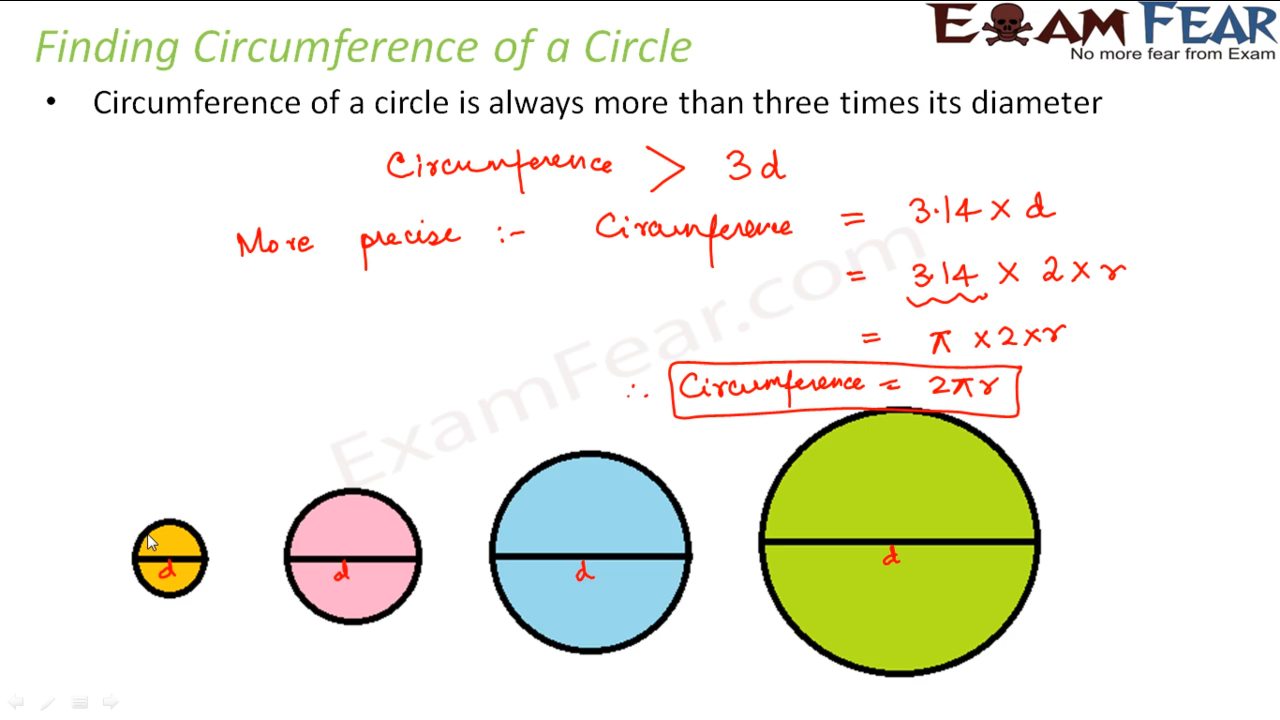 EXAM FEAR
No more fear from Exam
Finding Circumference of a Circle
• Circumference of a circle is always more than three times its diameter
Circumference > 3d
More precise :- Circumference = 3.14 × d
= 3.14 × 2 × r
= π × 2 × r
∴ Circumference = 2πr
ExamFear.com
d
d
d
d